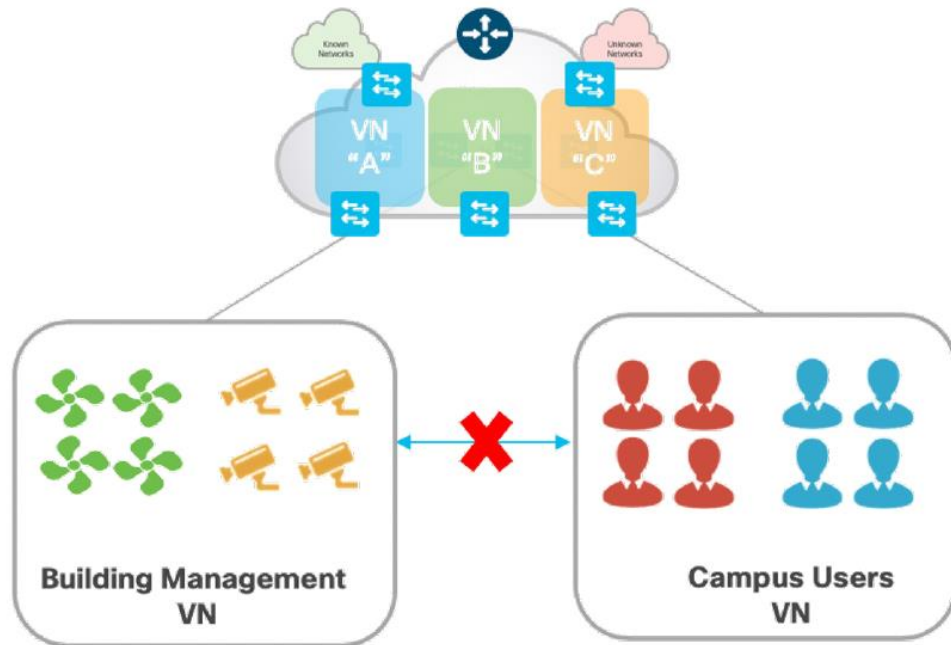 Known
Networks
Unknown
Networks
VN
"A"
VN
"B"
VN
"C"
Building Management
VN
Campus Users
VN